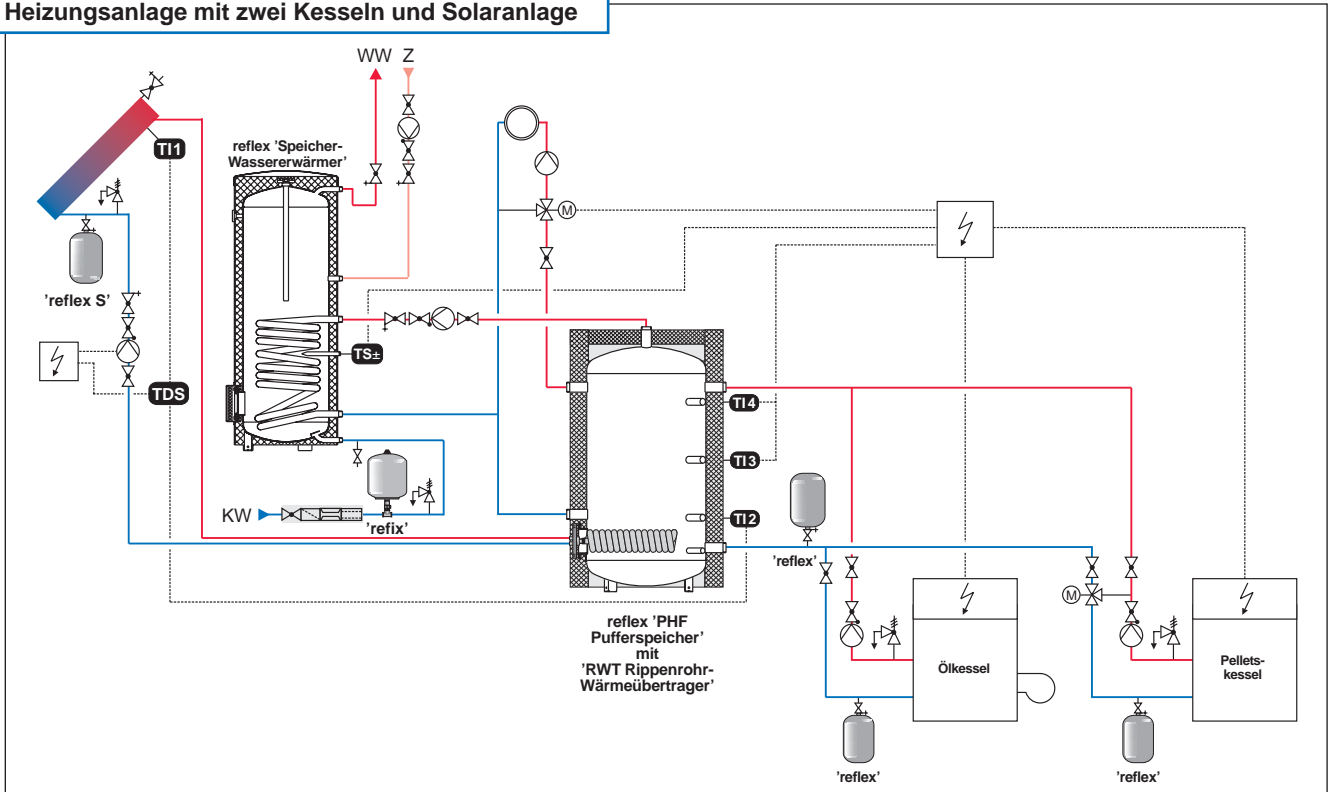 Heizungsanlage mit zwei Kesseln und Solaranlage
WW Z
TI1
reflex 'Speicher-
Wassererwärmer'
M
'reflex S'
TS±
TDS
TI4
TI3
TI2
KW
'refix'
'reflex'
reflex 'PHF
Pufferspeicher'
mit
'RWT Rippenrohr-
Wärmeübertrager'
M
Ölkessel
Pellets-
kessel
'reflex'
'reflex'